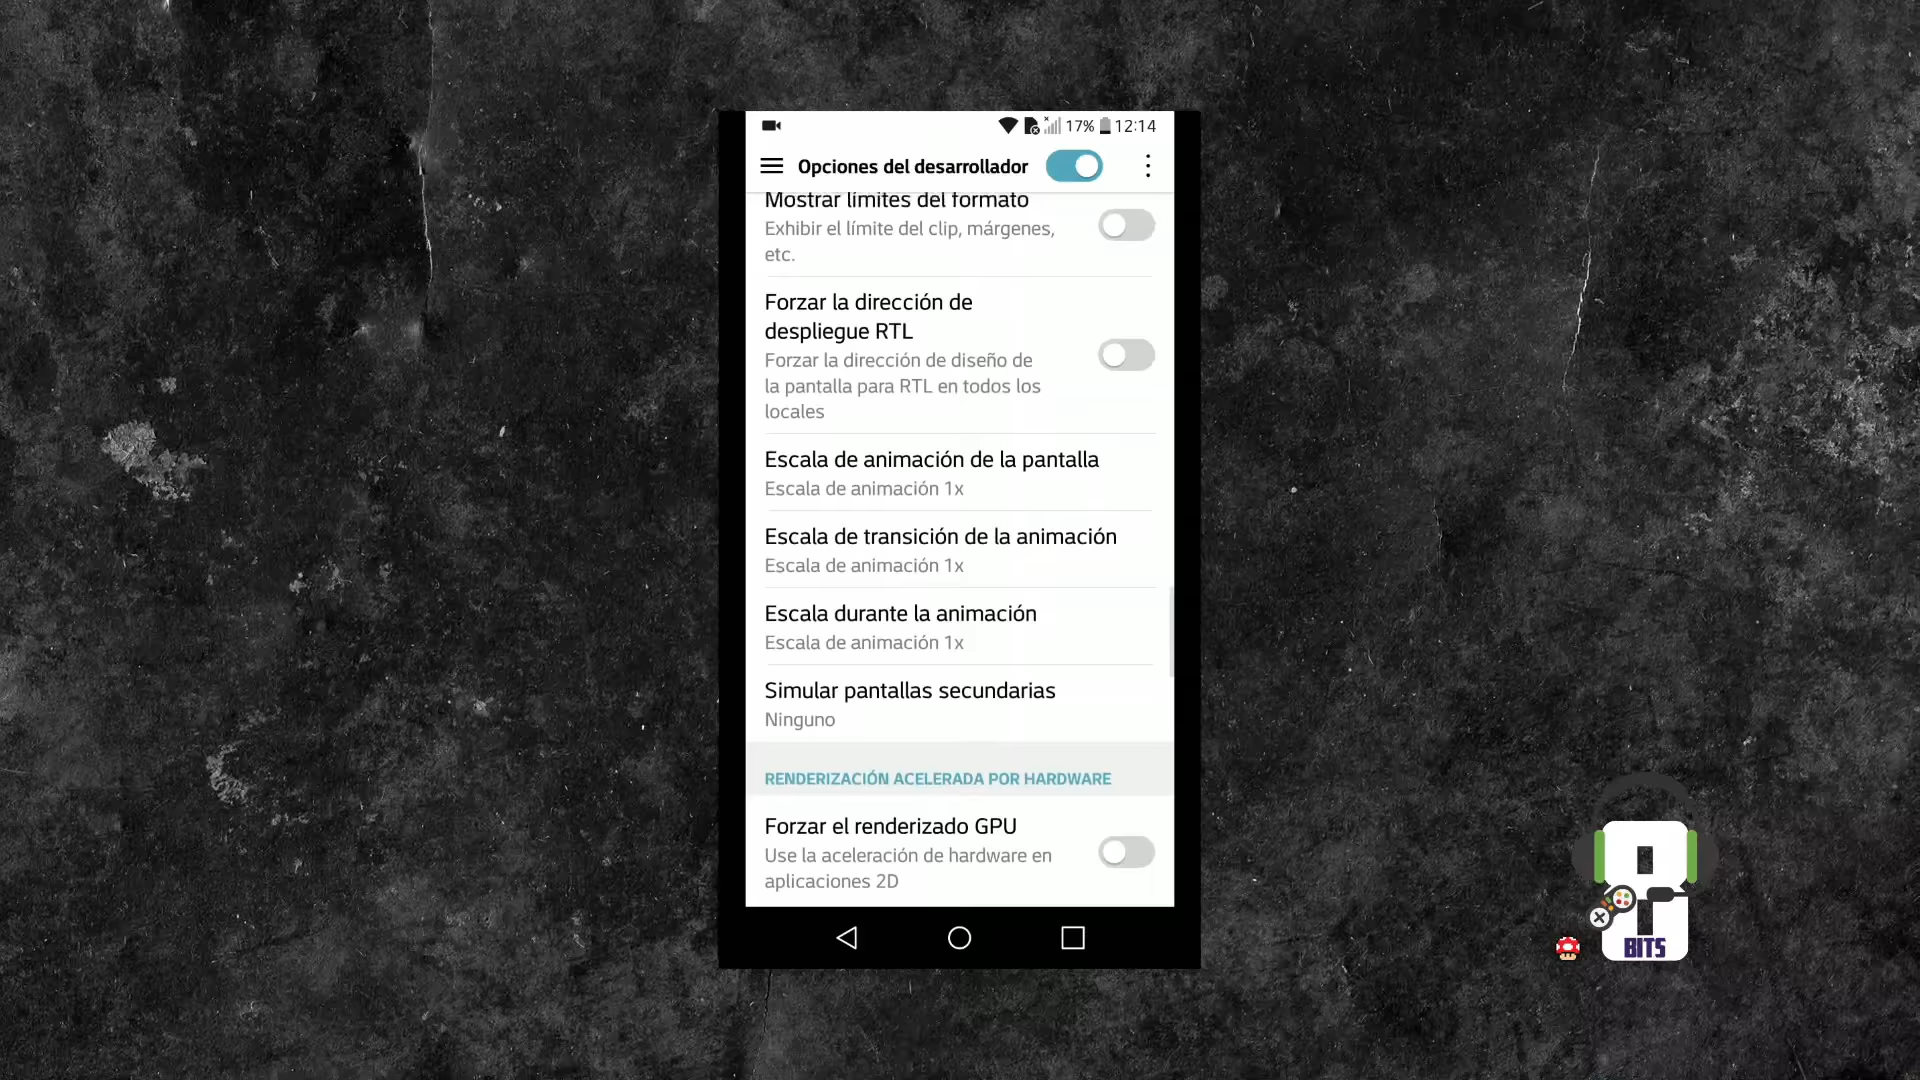 17% 12:14
Opciones del desarrollador
Mostrar límites del formato
Exhibir el límite del clip, márgenes,
etc.
Forzar la dirección de
despliegue RTL
Forzar la dirección de diseño de
la pantalla para RTL en todos los
locales
Escala de animación de la pantalla
Escala de animación 1x
Escala de transición de la animación
Escala de animación 1x
Escala durante la animación
Escala de animación 1x
Simular pantallas secundarias
Ninguno
RENDERIZACIÓN ACELERADA POR HARDWARE
Forzar el renderizado GPU
Use la aceleración de hardware en
aplicaciones 2D
8
BITS